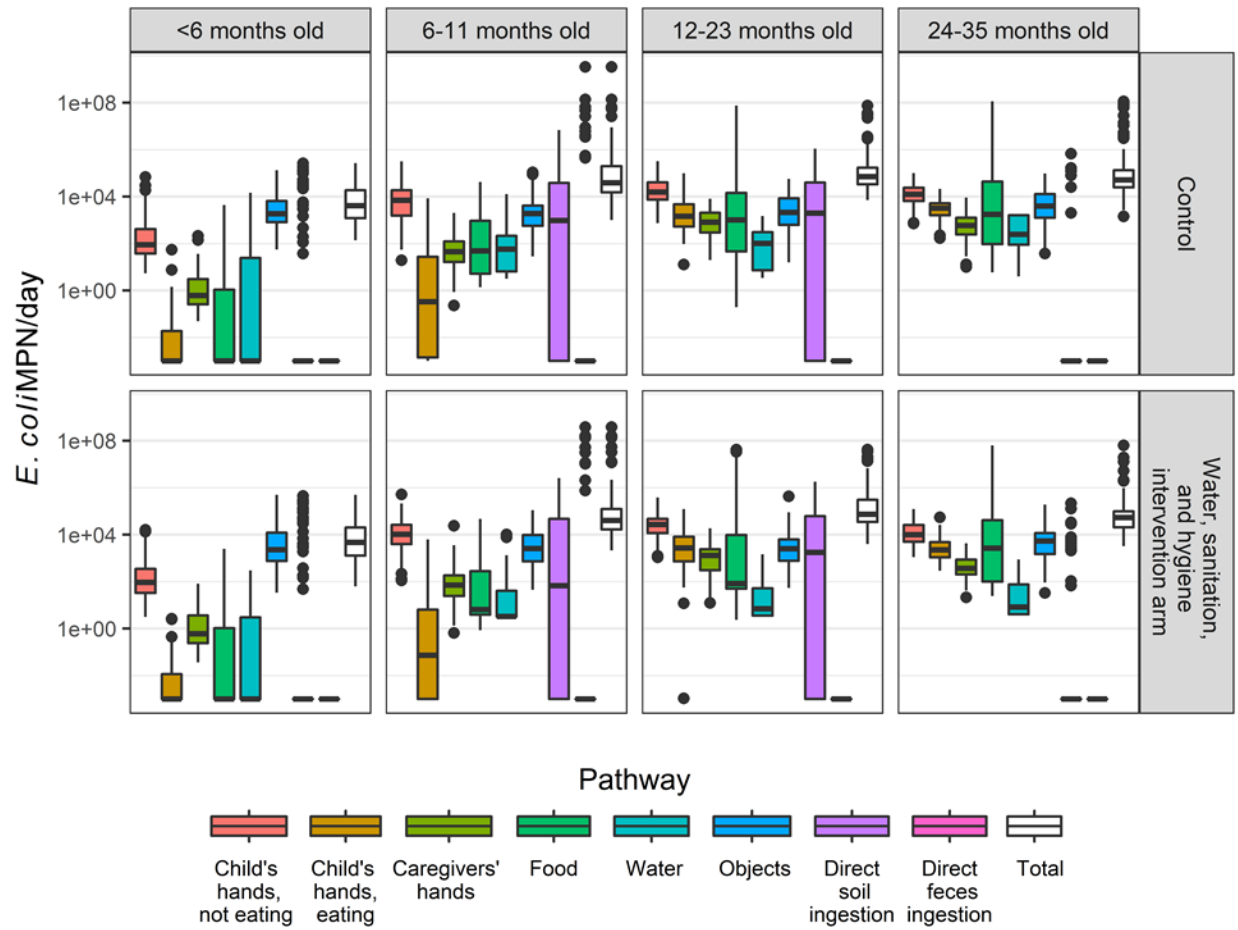 <6 months old
6-11 months old
12-23 months old
24-35 months old
E. coliMPN/day
1e+08
1e+04
1e+00
Control
1e+08
1e+04
1e+00
Water, sanitation,
and hygiene
intervention arm
Pathway
Child's
hands,
not eating
Child's
hands,
eating
Caregivers'
hands
Food
Water
Objects
Direct
soil
ingestion
Direct
feces
ingestion
Total